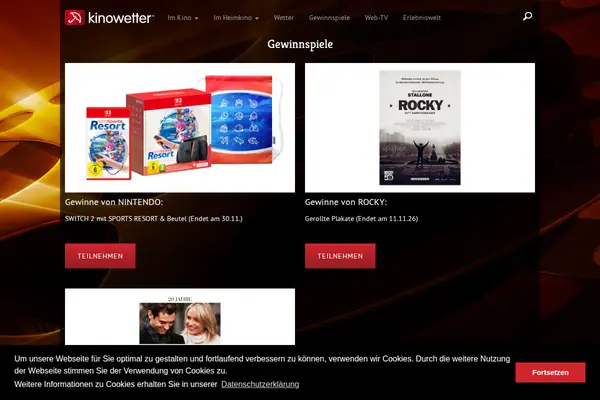 kinowetter
Im Kino
Im Heimkino
Wetter
Gewinnspiele
Web-TV
Erlebniswelt
Gewinnspiele
Resort
Resort
STALLONE
ROCKY
Gewinne von NINTENDO:
Gewinne von ROCKY:
SWITCH 2 mit SPORTS RESORT & Beutel (Endet am 30.11.)
Gerollte Plakate (Endet am 11.11.26)
TEILNEHMEN
TEILNEHMEN
20 JAHRE.
Um unsere Webseite für Sie optimal zu gestalten und fortlaufend verbessern zu können, verwenden wir Cookies. Durch die weitere Nutzung
der Webseite stimmen Sie der Verwendung von Cookies zu.
Weitere Informationen zu Cookies erhalten Sie in unserer Datenschutzerklärung
Fortsetzen